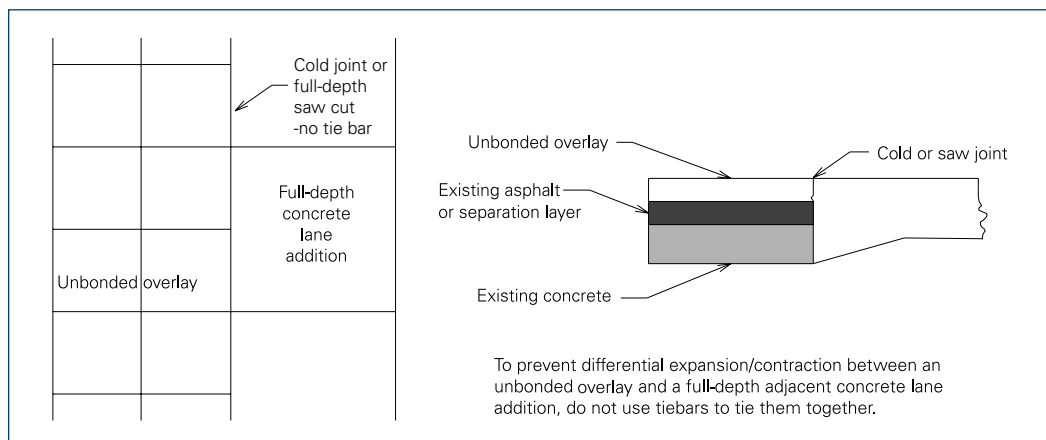 Cold joint or
full-depth
saw cut
-no tie bar
Full-depth
concrete
lane
addition
Unbonded overlay
Unbonded overlay
Cold or saw joint
Existing asphalt
or separation layer
Existing concrete
To prevent differential expansion/contraction between an
unbonded overlay and a full-depth adjacent concrete lane
addition, do not use tiebars to tie them together.